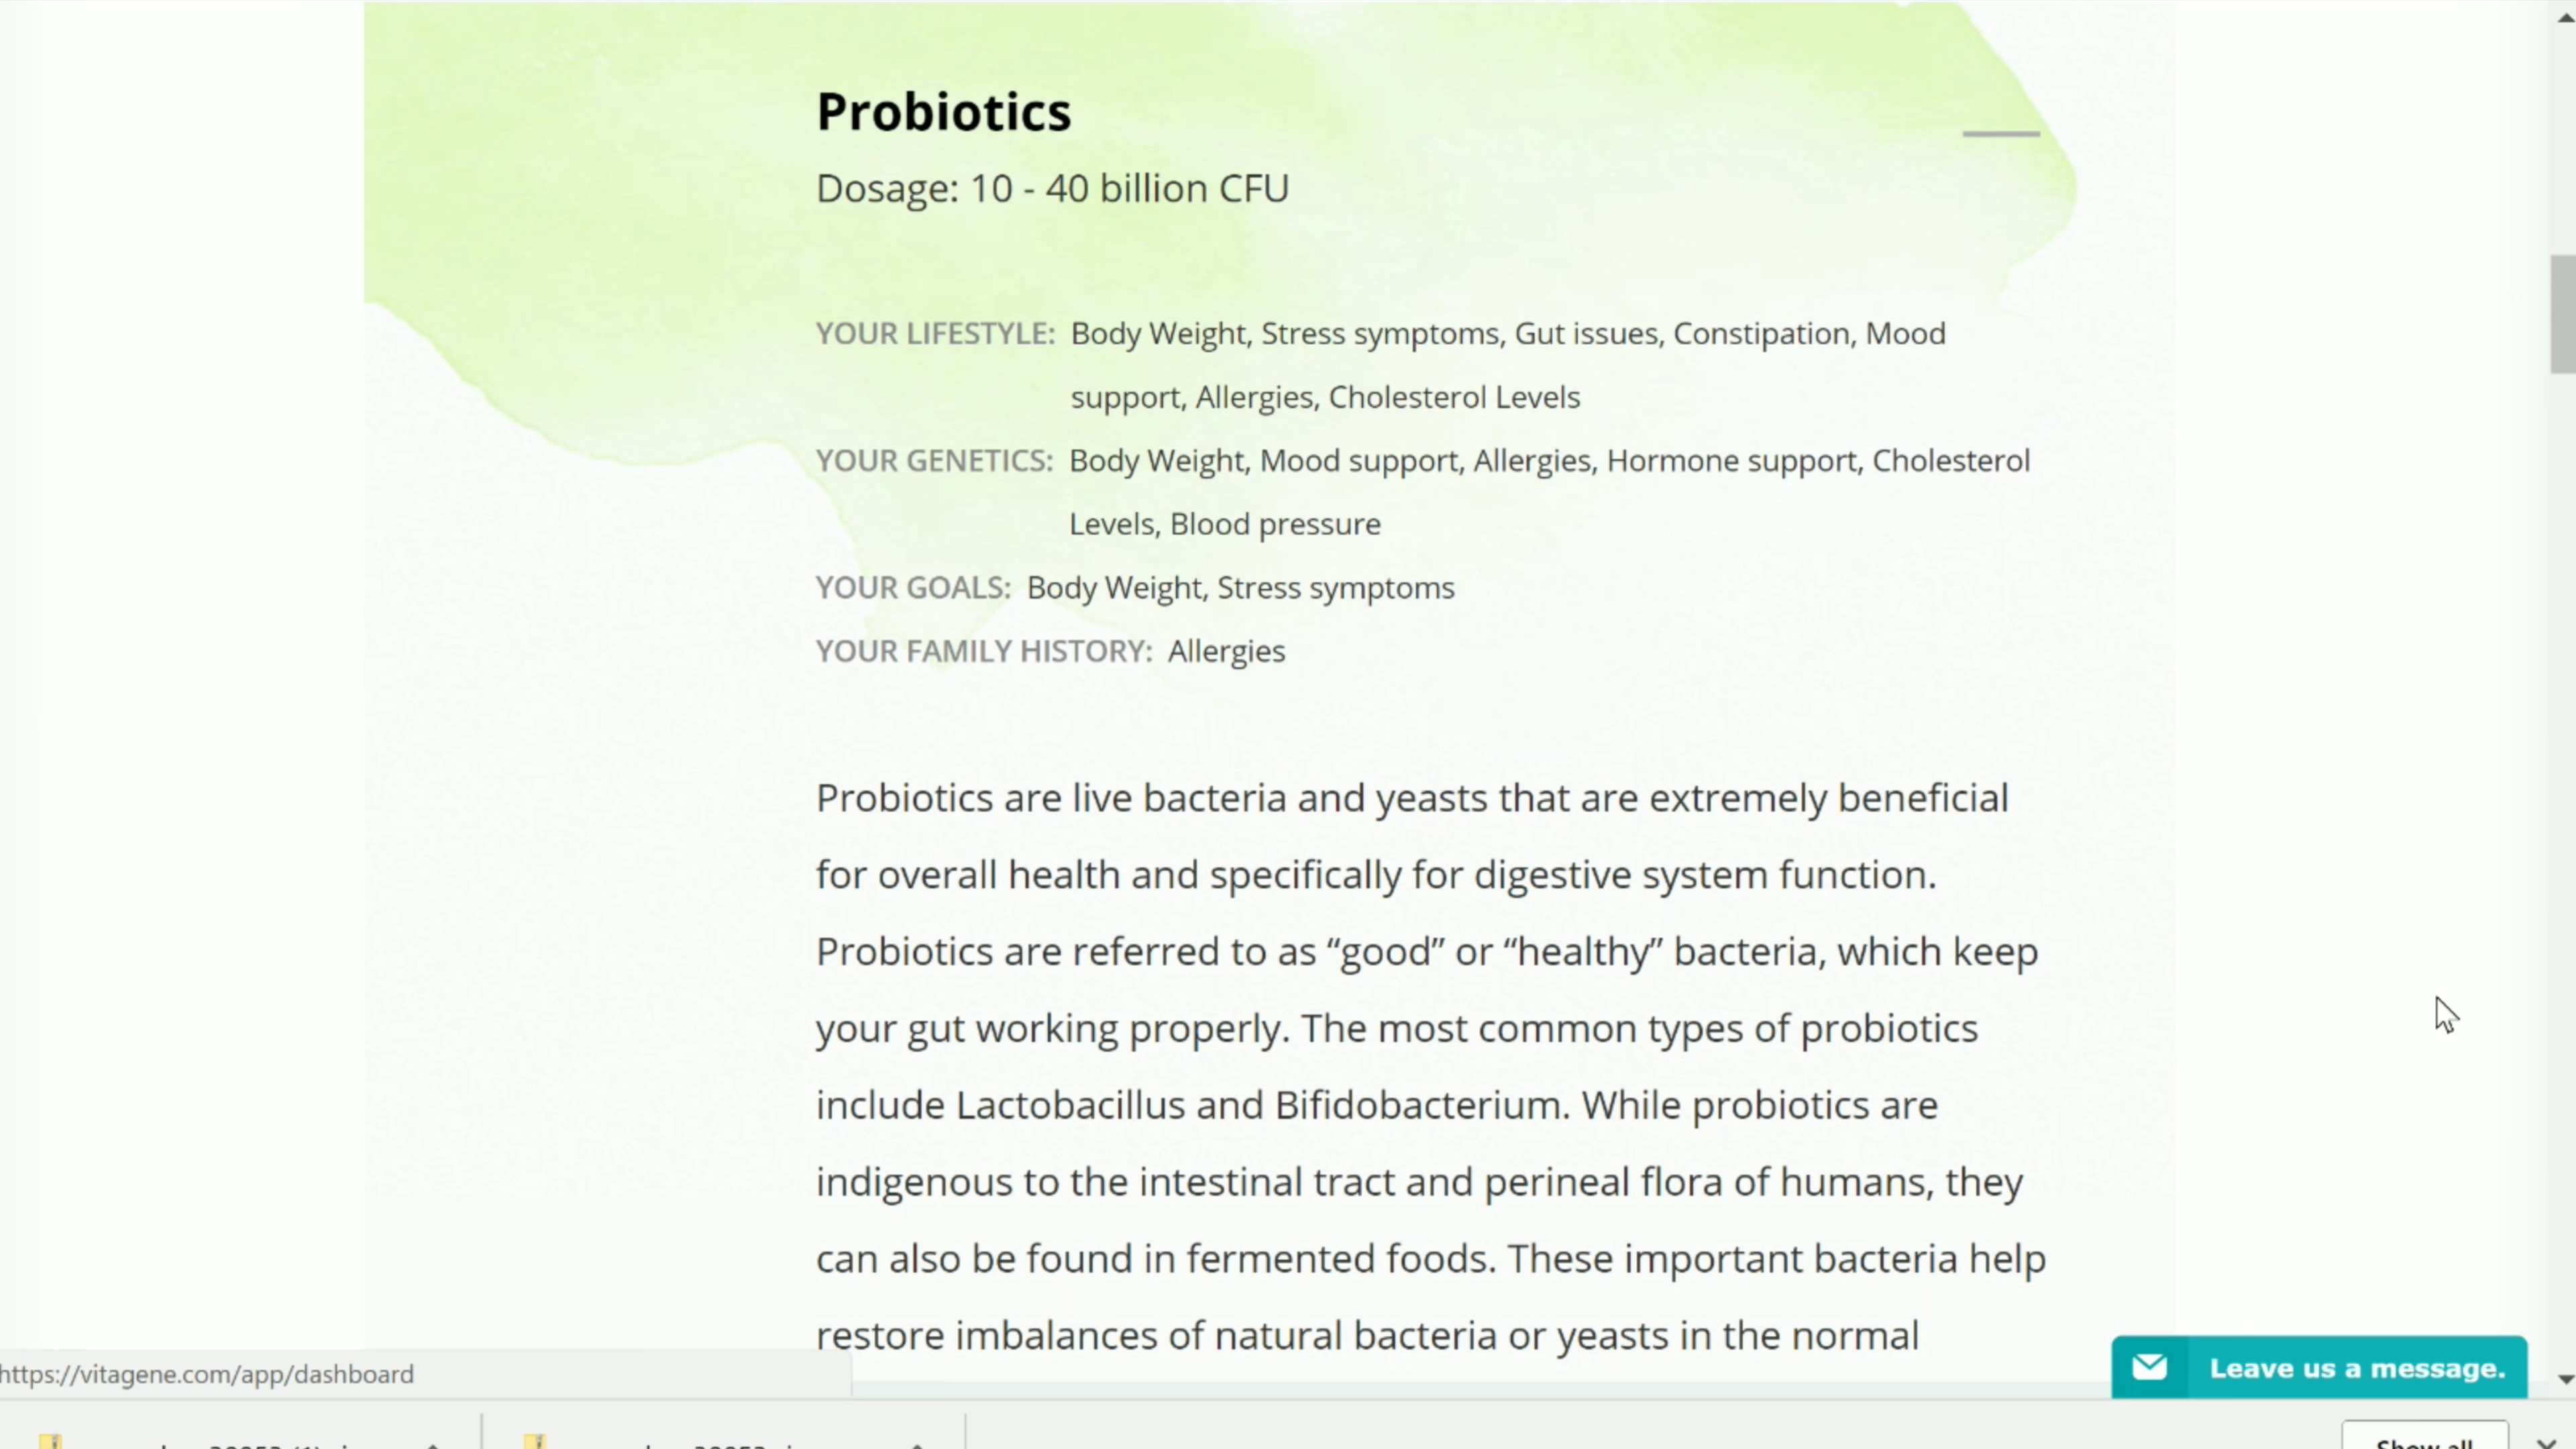 Probiotics
Dosage: 10 - 40 billion CFU
YOUR LIFESTYLE: Body Weight, Stress symptoms, Gut issues, Constipation, Mood
support, Allergies, Cholesterol Levels
YOUR GENETICS: Body Weight, Mood support, Allergies, Hormone support, Cholesterol
Levels, Blood pressure
YOUR GOALS: Body Weight, Stress symptoms
YOUR FAMILY HISTORY: Allergies
Probiotics are live bacteria and yeasts that are extremely beneficial
for overall health and specifically for digestive system function.
Probiotics are referred to as “good” or “healthy” bacteria, which keep
your gut working properly. The most common types of probiotics
include Lactobacillus and Bifidobacterium. While probiotics are
indigenous to the intestinal tract and perineal flora of humans, they
can also be found in fermented foods. These important bacteria help
restore imbalances of natural bacteria or yeasts in the normal
https://vitagene.com/app/dashboard
Leave us a message.
Show all